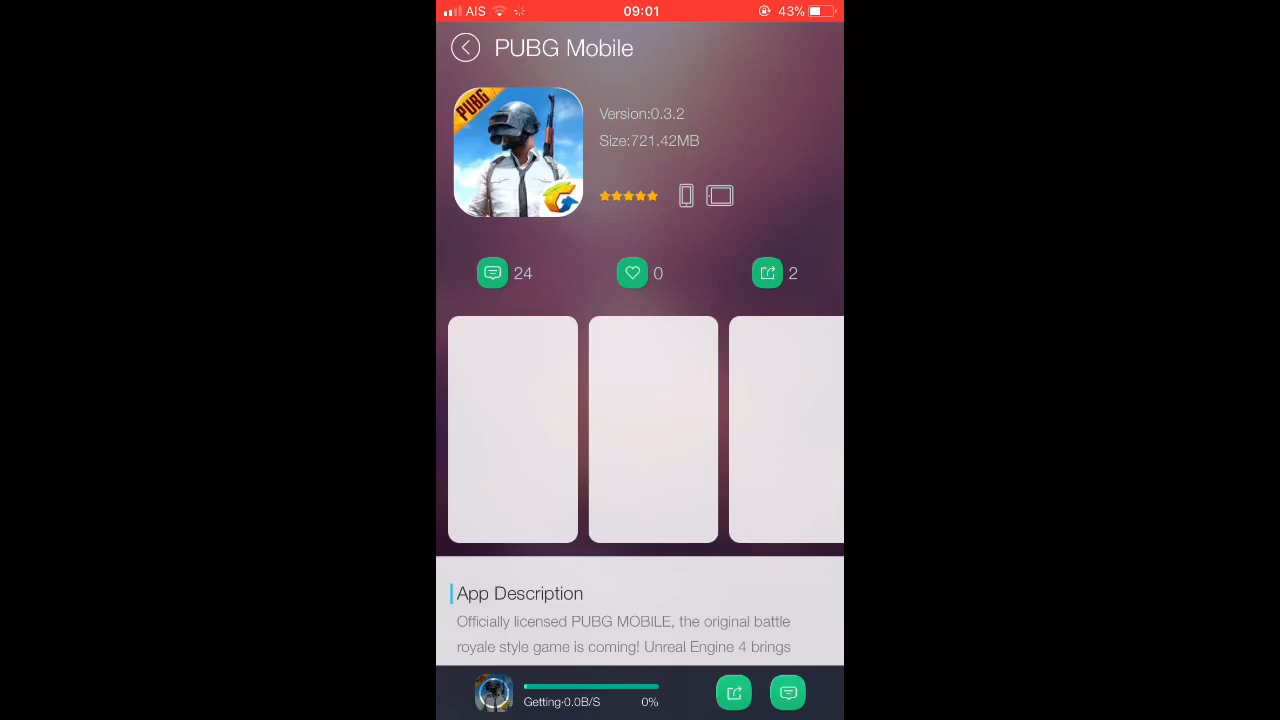 AIS
09:01
43%
PUBG Mobile
PUBG
Version:0.3.2
Size:721.42MB
24
0
2
App Description
Officially licensed PUBG MOBILE, the original battle
royale style game is coming! Unreal Engine 4 brings
Getting·0.0B/S
0%